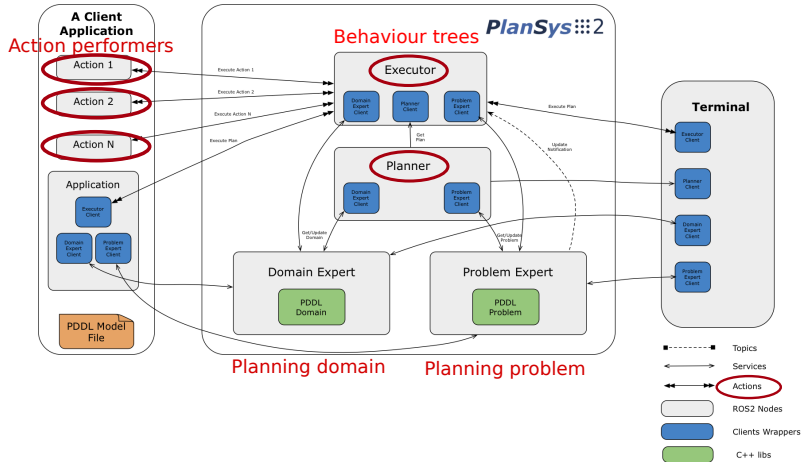 A Client
Application
Action performers
Action 1
Action 2
Action N
Application
Executor
Client
Domain
Expert
Client
Problem
Expert
Client
PDDL Model
File
Execute Action 1
Execute Action 2
Execute Action N
Execute Plan
Behaviour trees
PlanSys 2
Executor
Domain
Expert
Client
Planner
Client
Problem
Expert
Client
Get
Plan
Planner
Domain
Expert
Client
Problem
Expert
Client
Update
Notification
Get/Update
Domain
Get/Update
Problem
Domain Expert
PDDL
Domain
Problem Expert
PDDL
Problem
Planning domain
Planning problem
Execute Plan
Terminal
Executor
Client
Planner
Client
Domain
Expert
Client
Problem
Expert
Client
Topics
Services
Actions
ROS2 Nodes
Clients Wrappers
C++ libs